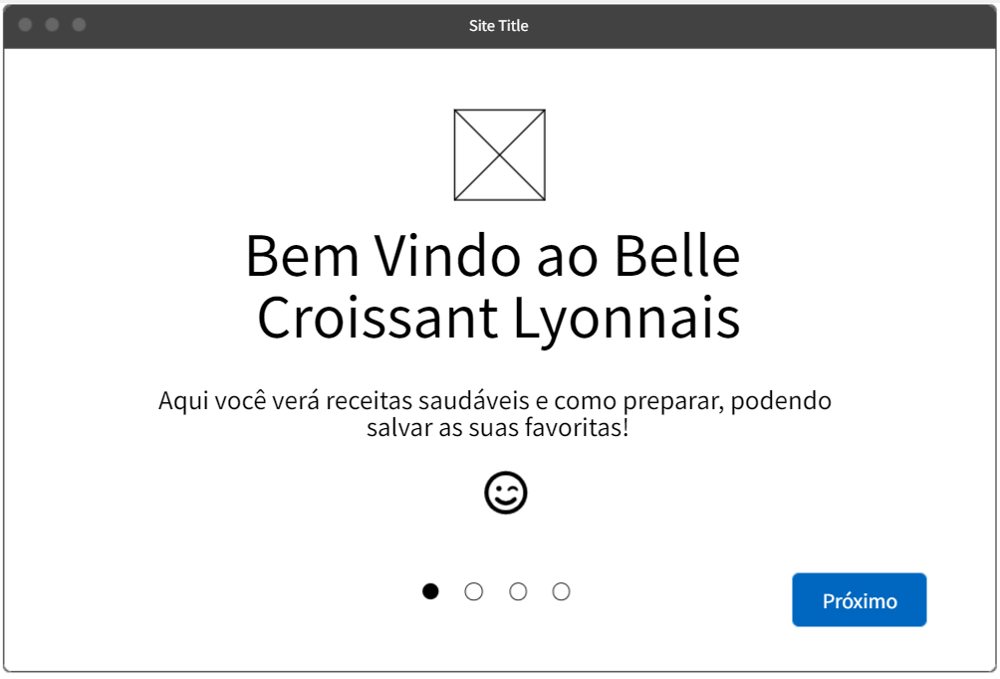 Site Title
Bem Vindo ao Belle
Croissant Lyonnais
Aqui você verá receitas saudáveis e como preparar, podendo
salvar as suas favoritas!
Próximo